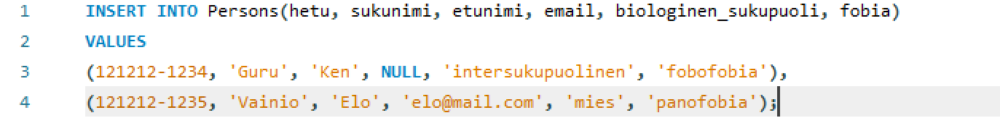 1 INSERT INTO Persons(hetu, sukunimi, etunimi, email, biologinen_sukupuoli, fobia)
2 VALUES
3 (121212-1234, 'Guru', 'Ken', NULL, 'intersukupuolinen', 'fobofobia'),
4 (121212-1235, 'Vainio', 'Elo', 'elo@mail.com', 'mies', 'panofobia');